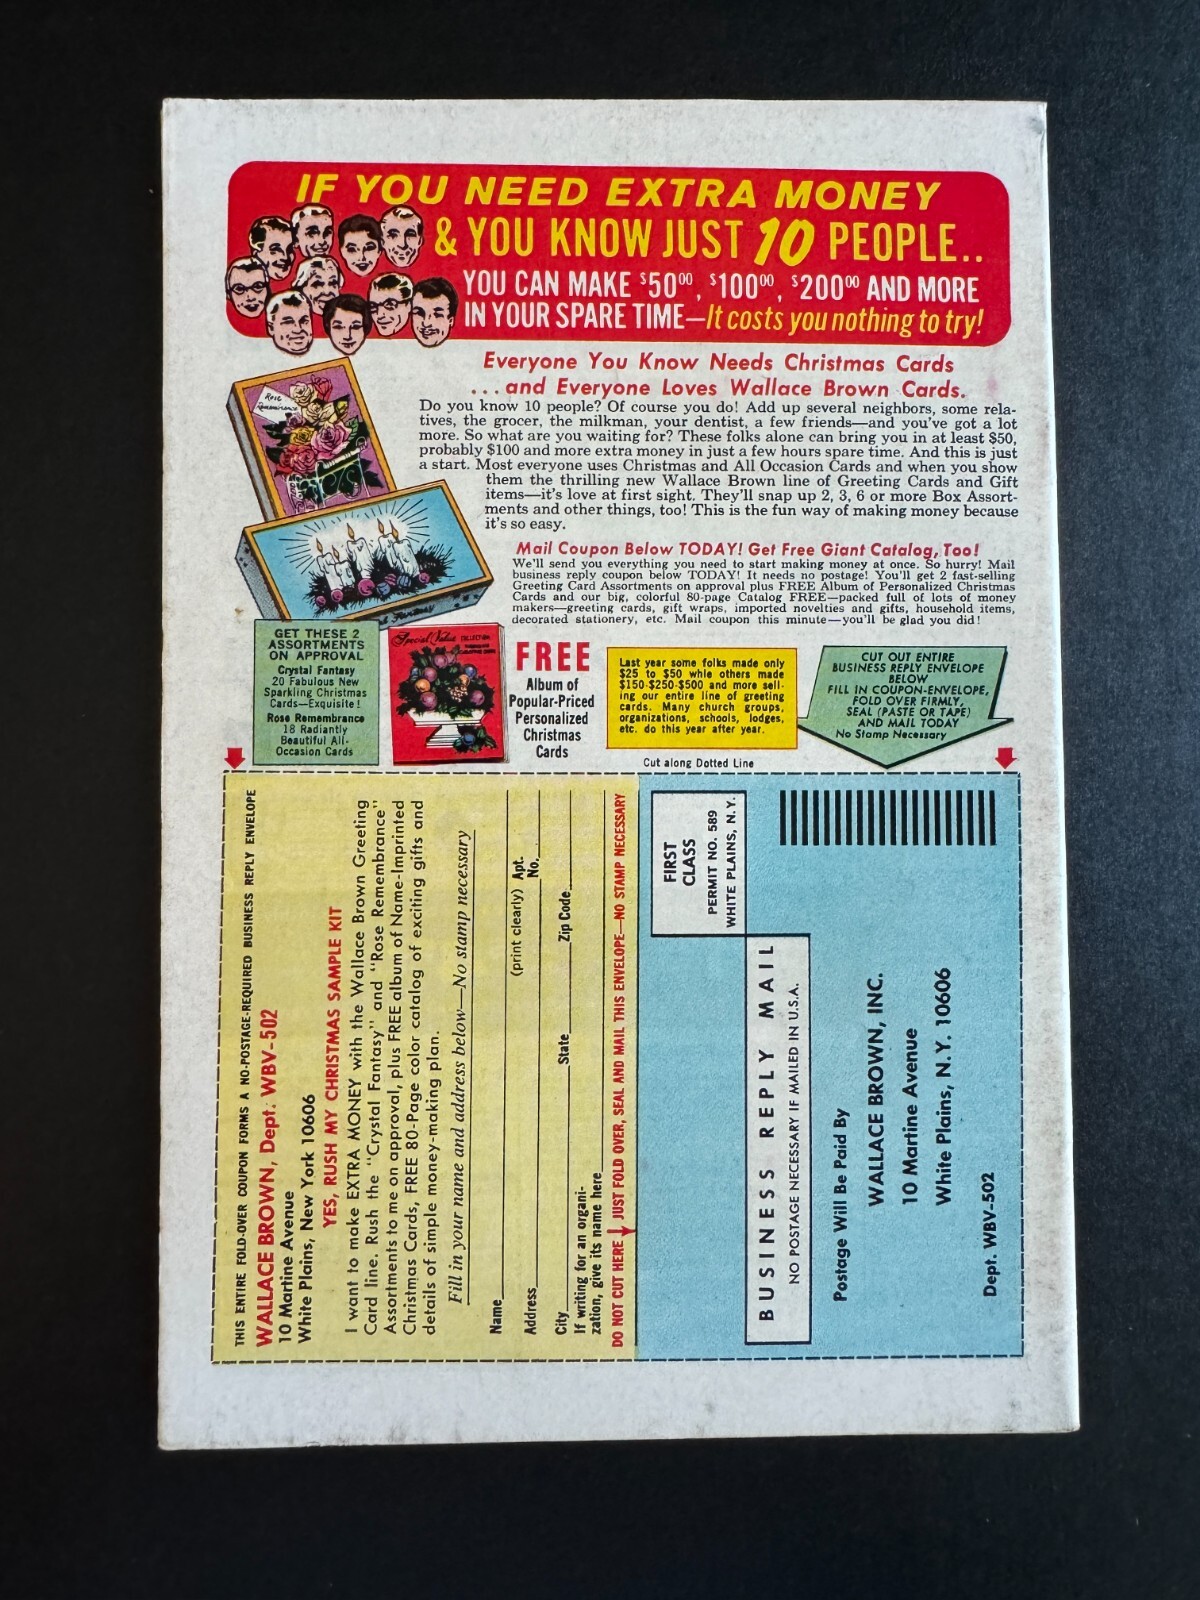 IF YOU NEED EXTRA MONEY
& YOU KNOW JUST 10 PEOPLE..
YOU CAN MAKE $50⁰⁰, $100⁰⁰, $200⁰⁰ AND MORE
IN YOUR SPARE TIME—It costs you nothing to try!
Everyone You Know Needs Christmas Cards
...and Everyone Loves Wallace Brown Cards.
Do you know 10 people? Of course you do! Add up several neighbors, some rela-
tives, the grocer, the milkman, your dentist, a few friends—and you've got a lot
more. So what are you waiting for? These folks alone can bring you in at least $50,
probably $100 and more extra money in just a few hours spare time. And this is just
a start. Most everyone uses Christmas and All Occasion Cards and when you show
them the thrilling new Wallace Brown line of Greeting Cards and Gift
items—it's love at first sight. They'll snap up 2, 3, 6 or more Box Assort-
ments and other things, too! This is the fun way of making money because
it's so easy.
Rose
Remembrance
Mail Coupon Below TODAY! Get Free Giant Catalog, Too!
We'll send you everything you need to start making money at once. So hurry! Mail
business reply coupon below TODAY! It needs no postage! You'll get 2 fast-selling
Greeting Card Assortments on approval plus FREE Album of Personalized Christmas
Cards and our big, colorful 80-page Catalog FREE—packed full of lots of money
makers—greeting cards, gift wraps, imported novelties and gifts, household items,
decorated stationery, etc. Mail coupon this minute—you'll be glad you did!
Fantasy
GET THESE 2
ASSORTMENTS
ON APPROVAL
Crystal Fantasy
20 Fabulous New
Sparkling Christmas
Cards—Exquisite!
Rose Remembrance
18 Radiantly
Beautiful All-
Occasion Cards
Special Value COLLECTION
FREE
Album of
Popular-Priced
Personalized
Christmas
Cards
Last year some folks made only
$25 to $50 while others made
$150-$250-$500 and more sell-
ing our entire line of greeting
cards. Many church groups,
organizations, schools, lodges,
etc. do this year after year.
CUT OUT ENTIRE
BUSINESS REPLY ENVELOPE
BELOW
FILL IN COUPON-ENVELOPE,
FOLD OVER FIRMLY,
SEAL (PASTE OR TAPE)
AND MAIL TODAY
No Stamp Necessary
Cut along Dotted Line
THIS ENTIRE FOLD-OVER COUPON FORMS A NO-POSTAGE-REQUIRED BUSINESS REPLY ENVELOPE
WALLACE BROWN, Dept. WBV-502
10 Martine Avenue
White Plains, New York 10606
YES, RUSH MY CHRISTMAS SAMPLE KIT
I want to make EXTRA MONEY with the Wallace Brown Greeting
Card line. Rush the "Crystal Fantasy" and "Rose Remembrance"
Assortments to me on approval, plus FREE album of Name-Imprinted
Christmas Cards, FREE 80-Page color catalog of exciting gifts and
details of simple money-making plan.
Fill in your name and address below—No stamp necessary
Name
(print clearly)
Address Apt. No.
City State Zip Code
If writing for an organi-
zation, give its name here
DO NOT CUT HERE JUST FOLD OVER, SEAL AND MAIL THIS ENVELOPE—NO STAMP NECESSARY
FIRST
CLASS
PERMIT NO. 589
WHITE PLAINS, N.Y.
BUSINESS REPLY MAIL
NO POSTAGE NECESSARY IF MAILED IN U.S.A.
Postage Will Be Paid By
WALLACE BROWN, INC.
10 Martine Avenue
White Plains, N.Y. 10606
Dept. WBV-502